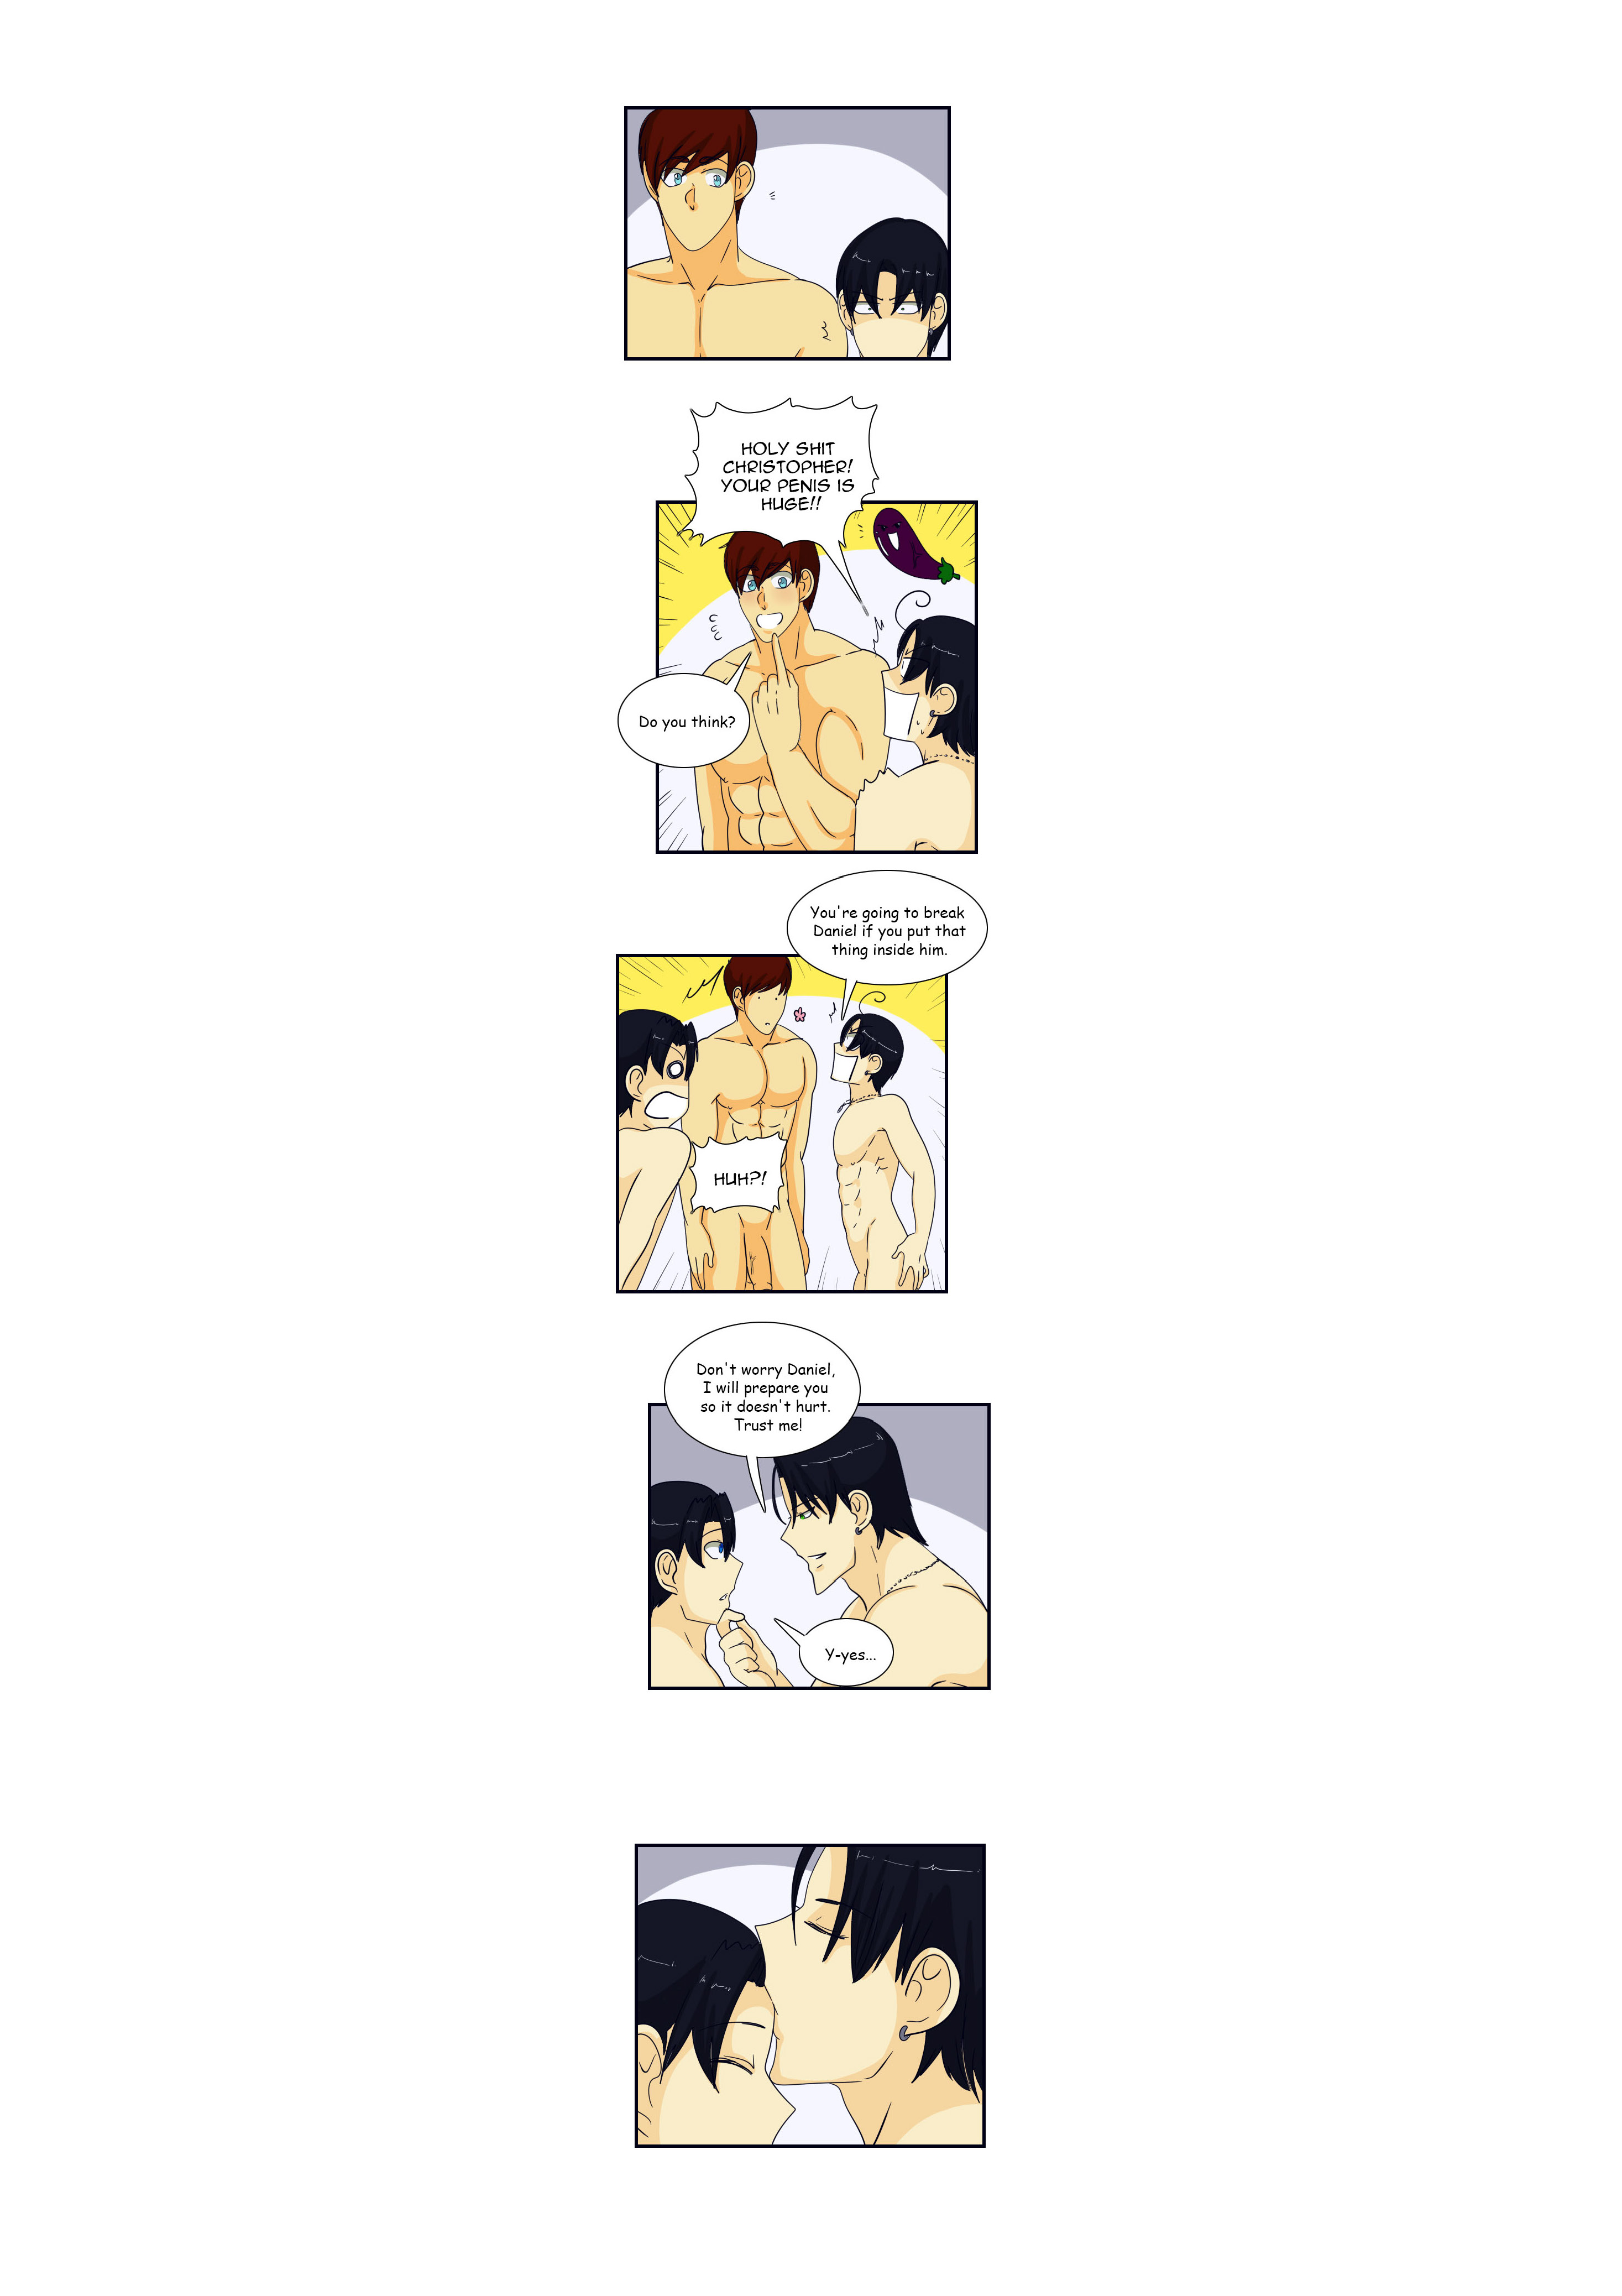 HOLY SHIT
CHRISTOPHER!
YOUR PENIS IS
HUGE!!
Do you think?
You're going to break
Daniel if you put that
thing inside him.
HUH?!
Don't worry Daniel,
I will prepare you
so it doesn't hurt.
Trust me!
Y-yes...